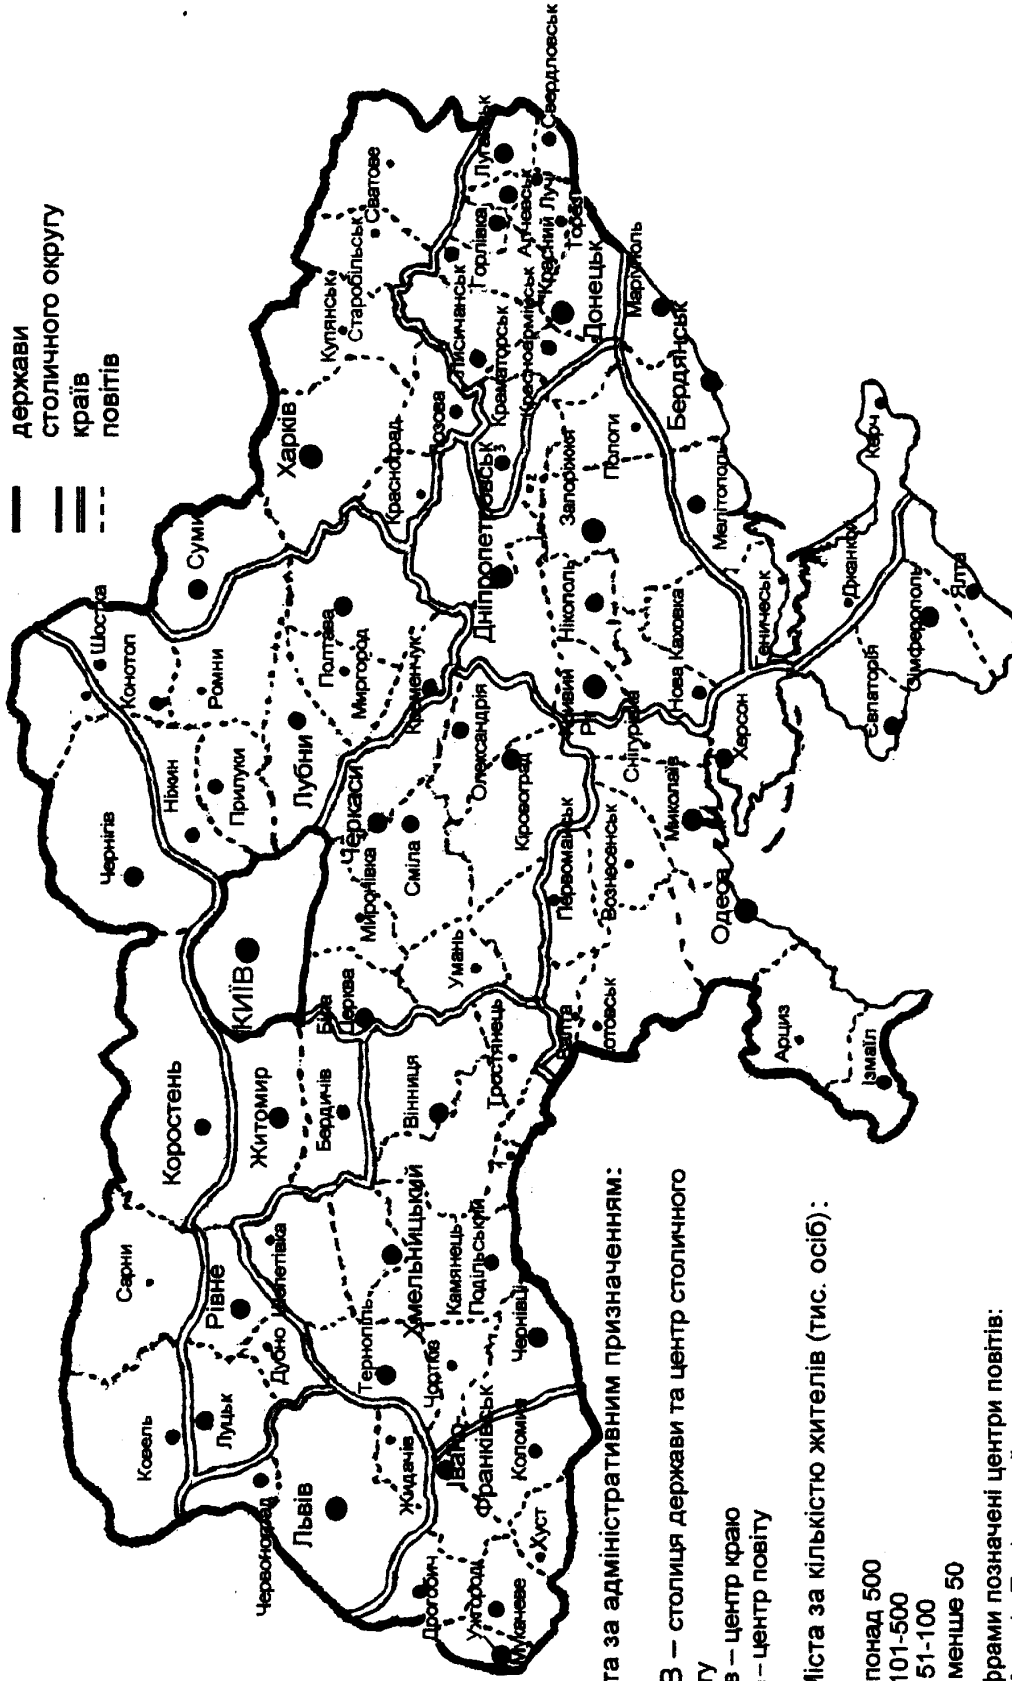 держави
столичного округу
країв
повітів
Шостка
Суми
Конотоп
Ромни
Чернігів
Ніжин
Прилуки
Лубни
Полтава
Миргород
Кременчук
Харків
Купянськ
Старобільськ
Сватове
Красноград
Лозова
Лисичанськ
Горлівка
Луганськ
Алчевськ
Красний Луч
Свердловськ
Торез
Краматорськ
Красноармійськ
Донецьк
Маріуполь
Бердянськ
Дніпропетровськ
3
Запоріжжя
Пологи
Мелітополь
Нікополь
Кривий
Нова Каховка
Генічеськ
Снігурівка
Херсон
Миколаїв
Джанкой
Керч
Сімферополь
Ялта
Євпаторія
КИЇВ
Черкаси
Миронівка
Сміла
Олександрія
Кіровоград
Умань
Біла
Церква
Первомайськ
Вознесенськ
Одеса
Балта
Котовськ
Арциз
Ізмаїл
Коростень
Житомир
Бердичів
Вінниця
Тростянець
Сарни
Рівне
Шепетівка
Дубно
Хмельницький
Камянець-
Подільський
Тернопіль
Чортків
Чернівці
Ковель
Луцьк
Червоноград
Львів
Жидачів
Івано-
Франківськ
Коломия
Дрогобич
Ужгород
Мукачеве
Хуст
та за адміністративним призначенням:
В – столиця держави та центр столичного
гу
в – центр краю
– центр повіту
Міста за кількістю жителів (тис. осіб):
понад 500
101-500
51-100
менше 50
фрами позначені центри повітів: